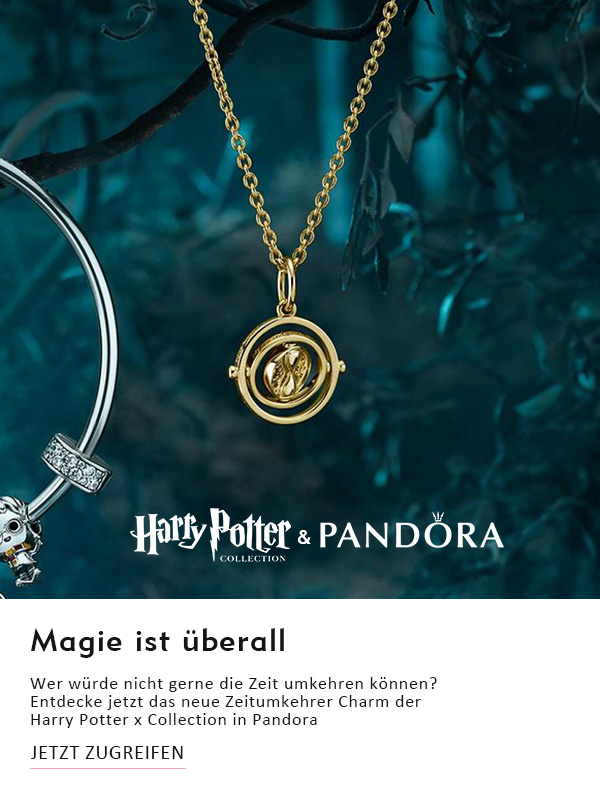 Harry Potter & PANDORA
COLLECTION
Magie ist überall
Wer würde nicht gerne die Zeit umkehren können?
Entdecke jetzt das neue Zeitumkehrer Charm der
Harry Potter x Collection in Pandora
JETZT ZUGREIFEN